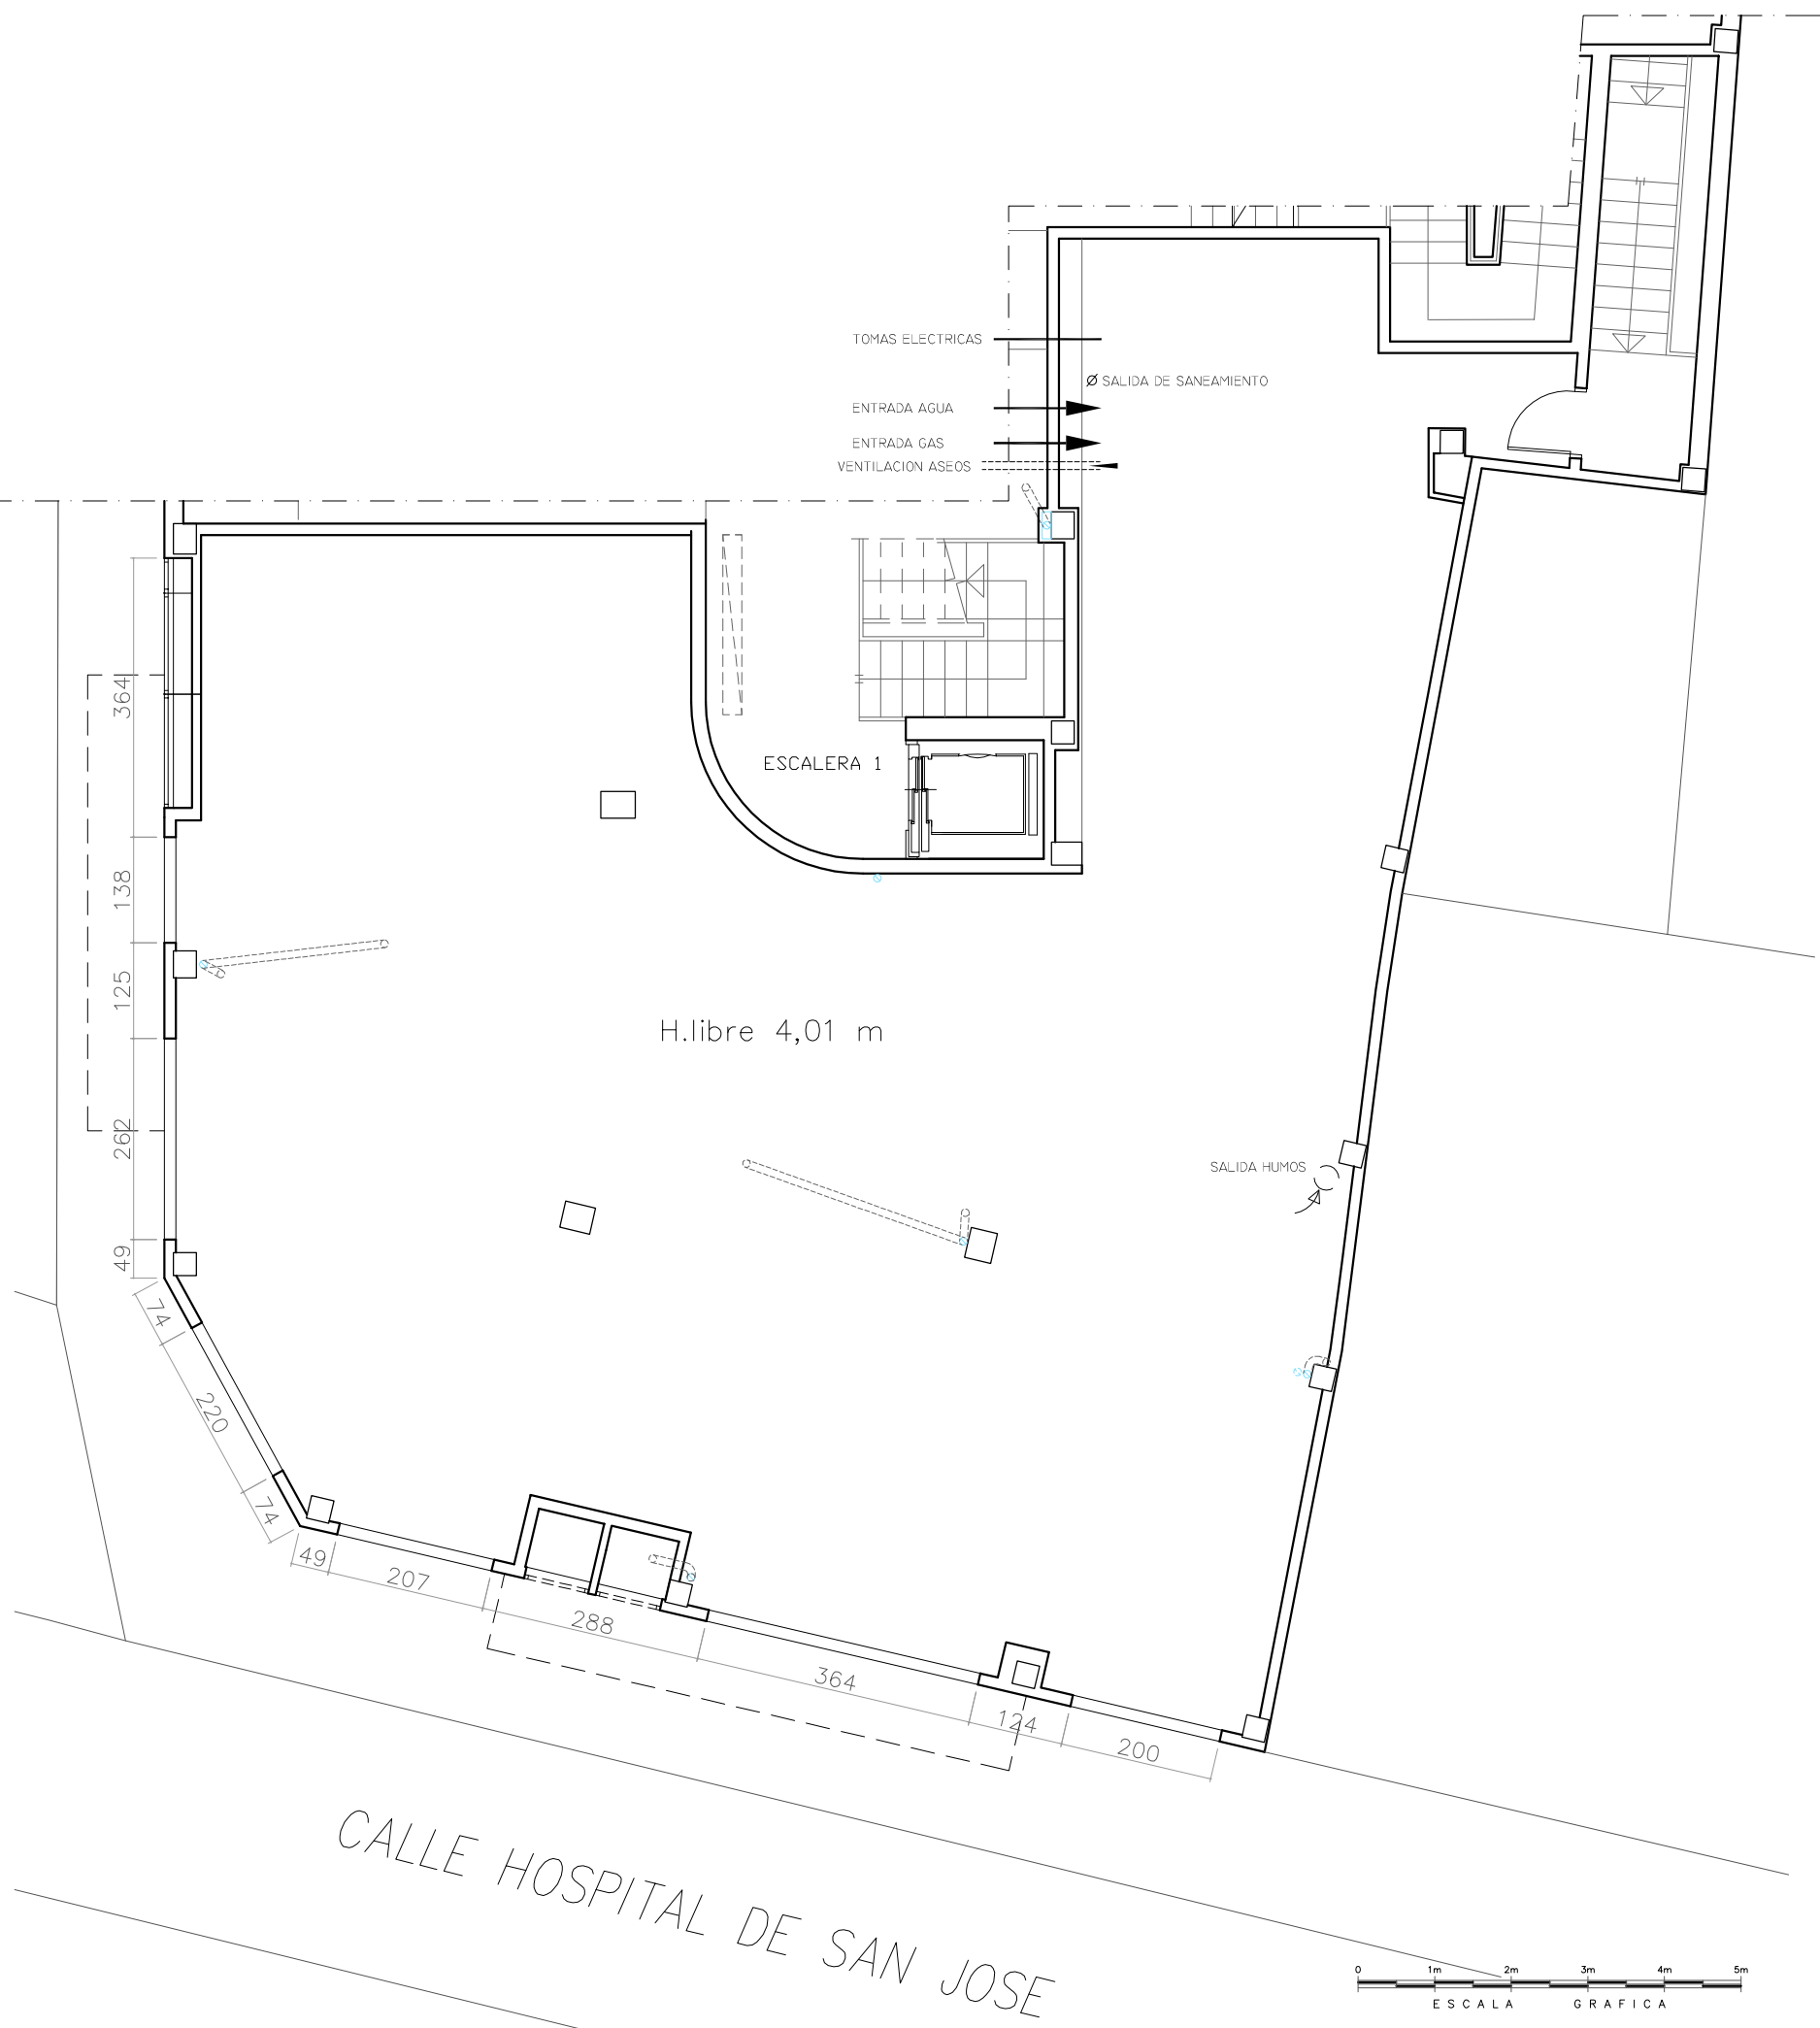 TOMAS ELECTRICAS
Ø SALIDA DE SANEAMIENTO
ENTRADA AGUA
ENTRADA GAS
VENTILACION ASEOS
364
ESCALERA 1
138
125
H.libre 4,01 m
262
SALIDA HUMOS
49
74
220
74
49
207
288
364
124
200
CALLE HOSPITAL DE SAN JOSE
0 1m 2m 3m 4m 5m
ESCALA GRAFICA